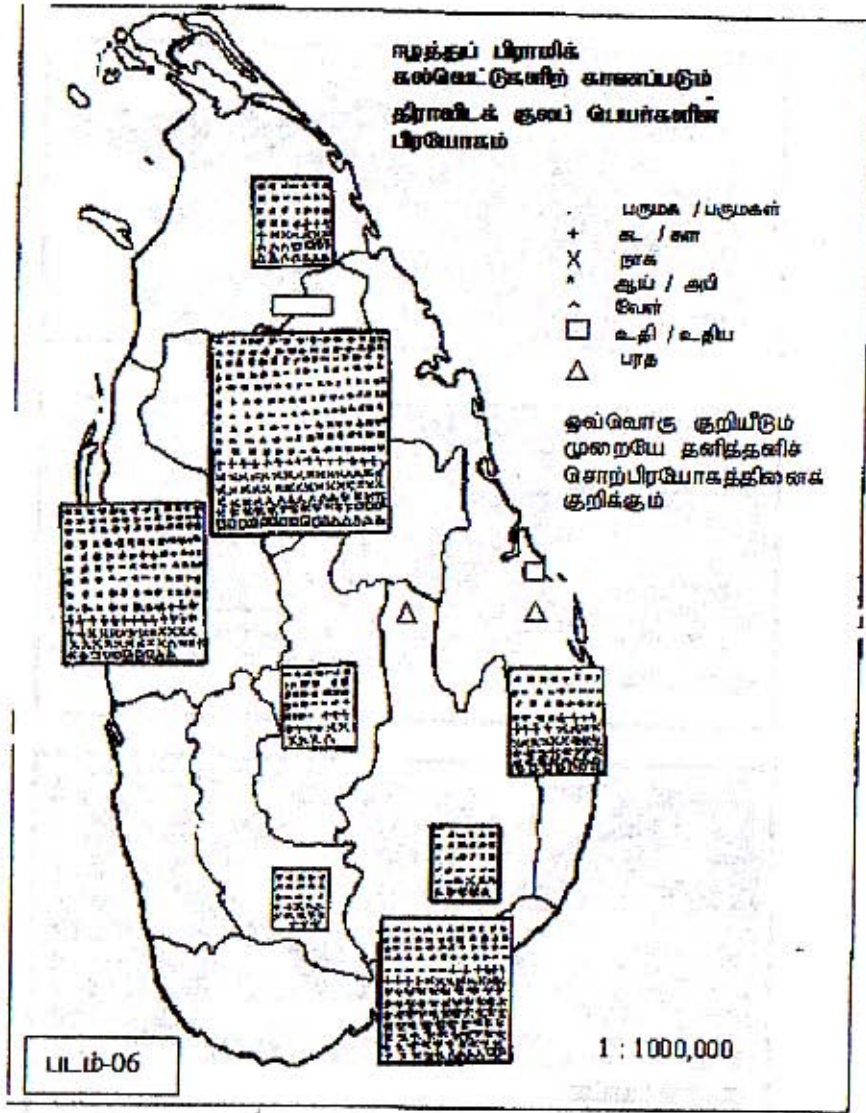 ஈழத்துப் பிராமிக்
கல்வெட்டுகளிற் காணப்படும்
திராவிடக் குலப் பெயர்களின்
பிரயோகம்
பருமக / பருமகள்
கட / கள
நாக
ஆய் / அபி
வேள்
உதி / உதிய
பரத
ஒவ்வொரு குறியீடும்
முறையே தனித்தனிச்
சொற்பிரயோகத்தினைக்
குறிக்கும்
படம்-06
1 : 1000,000